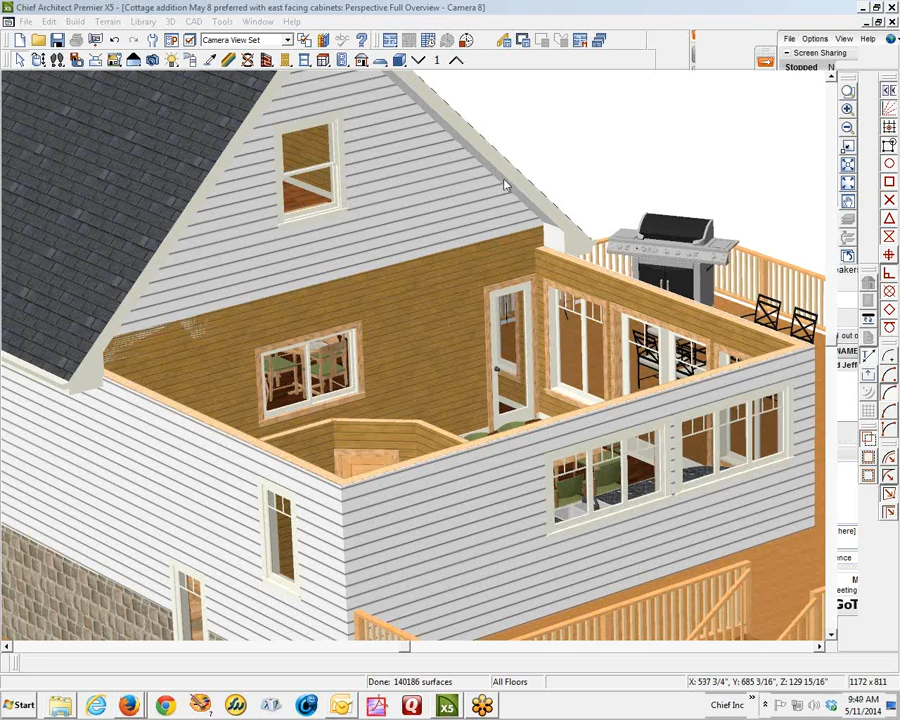 Chief Architect Premier X5 - [Cottage addition May 8 preferred with east facing cabinets: Perspective Full Overview - Camera 8]
File Edit Build Terrain Library 3D CAD Tools Window Help
Camera View Set
File Options View Help
Screen Sharing
Stopped
1
NAME
Done: 140186 surfaces
All Floors
X: 537 3/4", Y: 685 3/16", Z: 129 15/16"
1172 x 811
Start
X5
Chief Inc
9:49 AM
5/11/2014